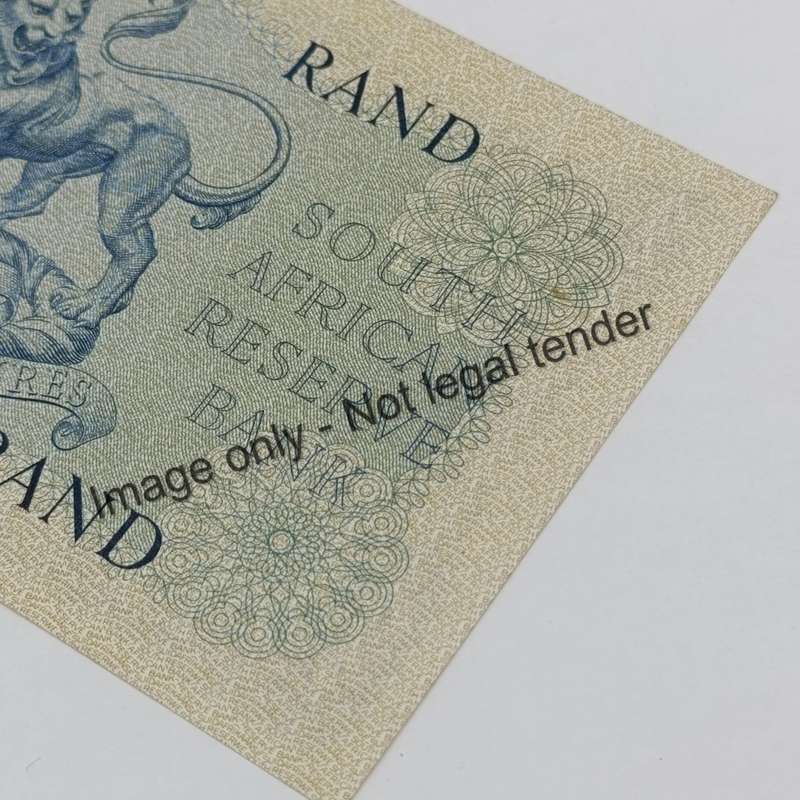 RAND
SOUTH
AFRICAN
RESERVE
BANK
RAND
Image only - Not legal tender